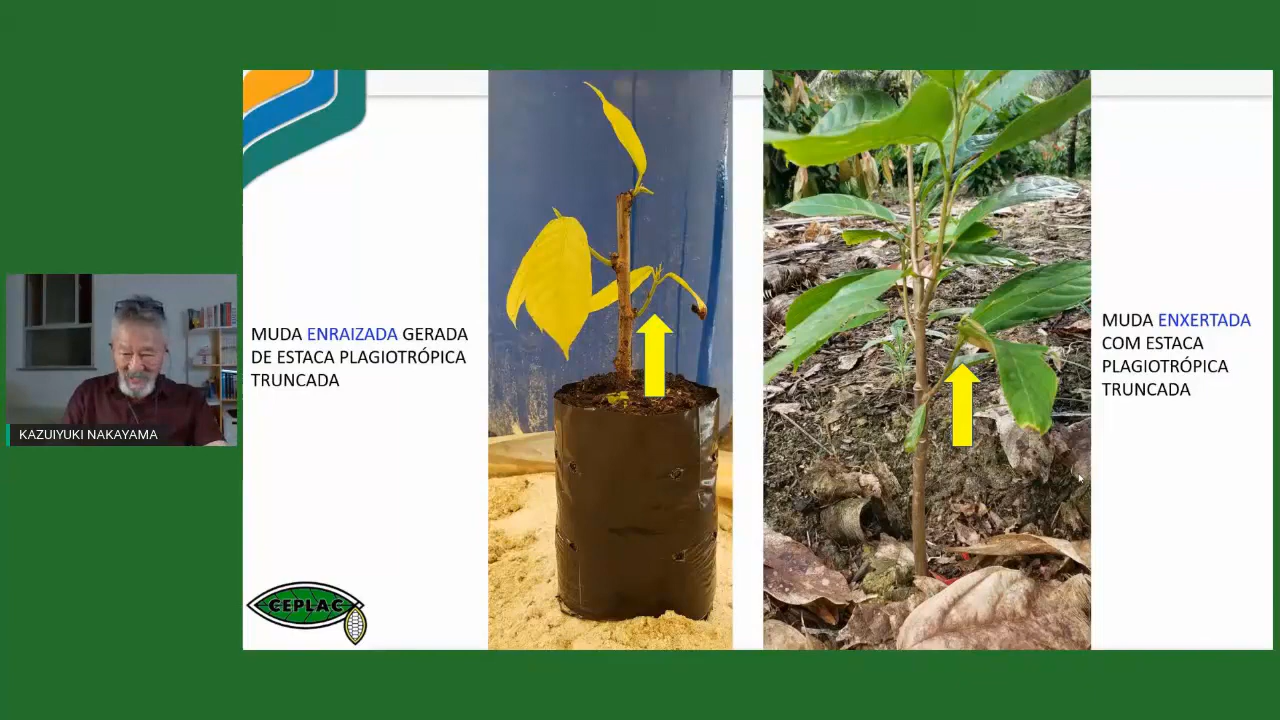 MUDA ENRAIZADA GERADA
DE ESTACA PLAGIOTRÓPICA
TRUNCADA
MUDA ENXERTADA
COM ESTACA
PLAGIOTRÓPICA
TRUNCADA
KAZUIYUKI NAKAYAMA
CEPLAC